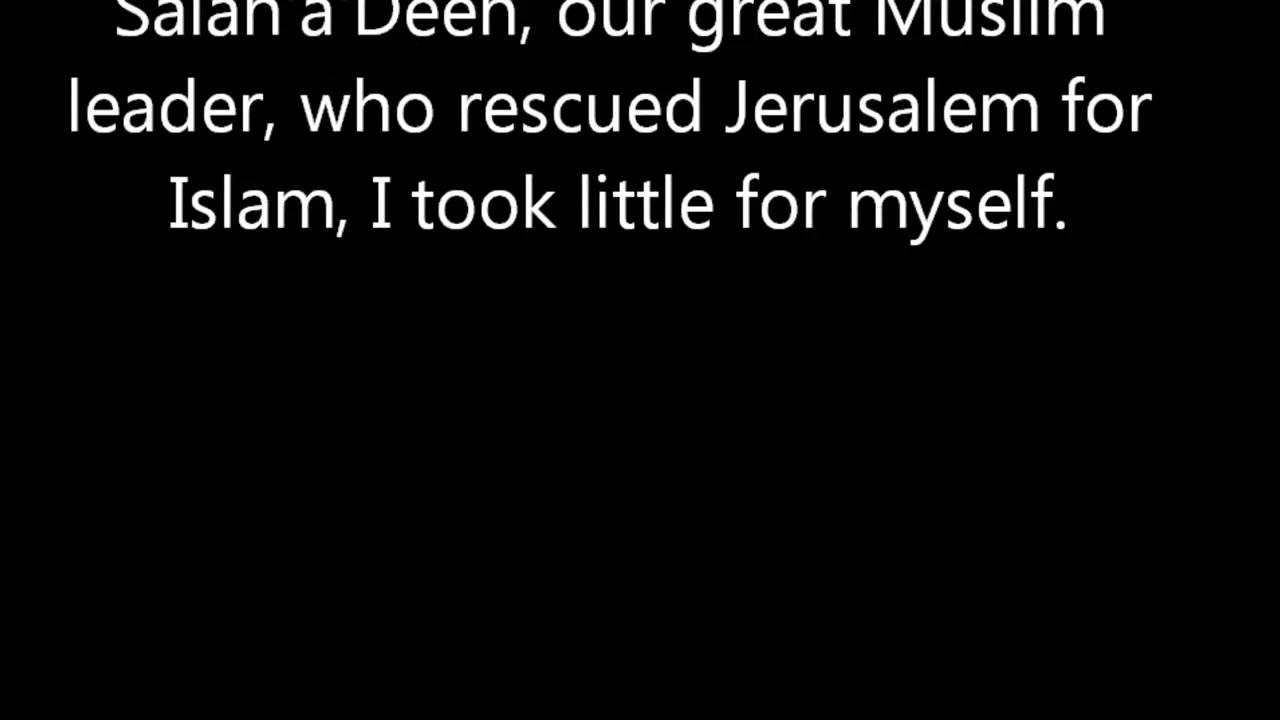 Salah'a'Deen, our great Muslim
leader, who rescued Jerusalem for
Islam, I took little for myself.